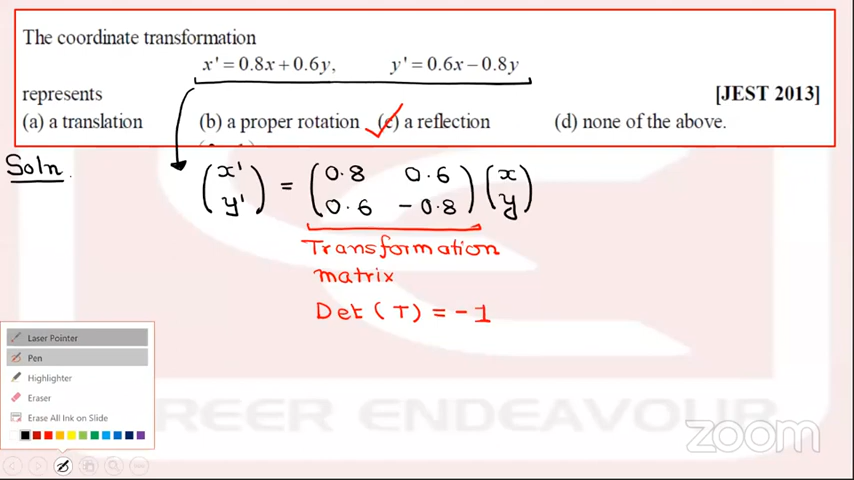 The coordinate transformation
x' = 0.8x + 0.6y, y' = 0.6x − 0.8y
represents [JEST 2013]
(a) a translation (b) a proper rotation (c) a reflection (d) none of the above.
Soln
(x' y') = (0.8 0.6
0.6 −0.8) (x y)
Transformation
matrix
Det (T) = −1
Laser Pointer
Pen
Highlighter
Eraser
Erase All Ink on Slide
CAREER ENDEAVOUR
zoom